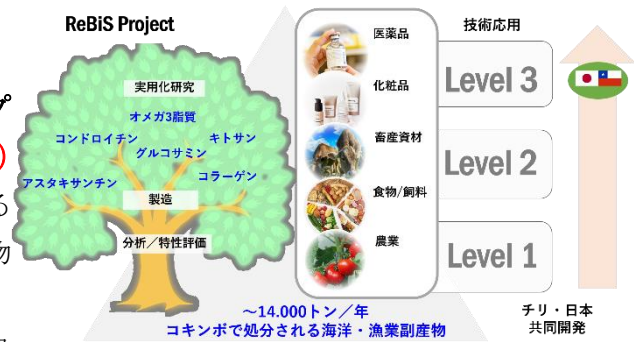 ReBiS Project
実用化研究
オメガ3脂質
コンドロイチン
キトサン
グルコサミン
アスタキサンチン
コラーゲン
製造
分析／特性評価
医薬品
化粧品
畜産資材
食物/飼料
農業
技術応用
Level 3
Level 2
Level 1
チリ・日本
共同開発
～14.000トン／年
コキンボで処分される海洋・漁業副産物
プ
)
る
物